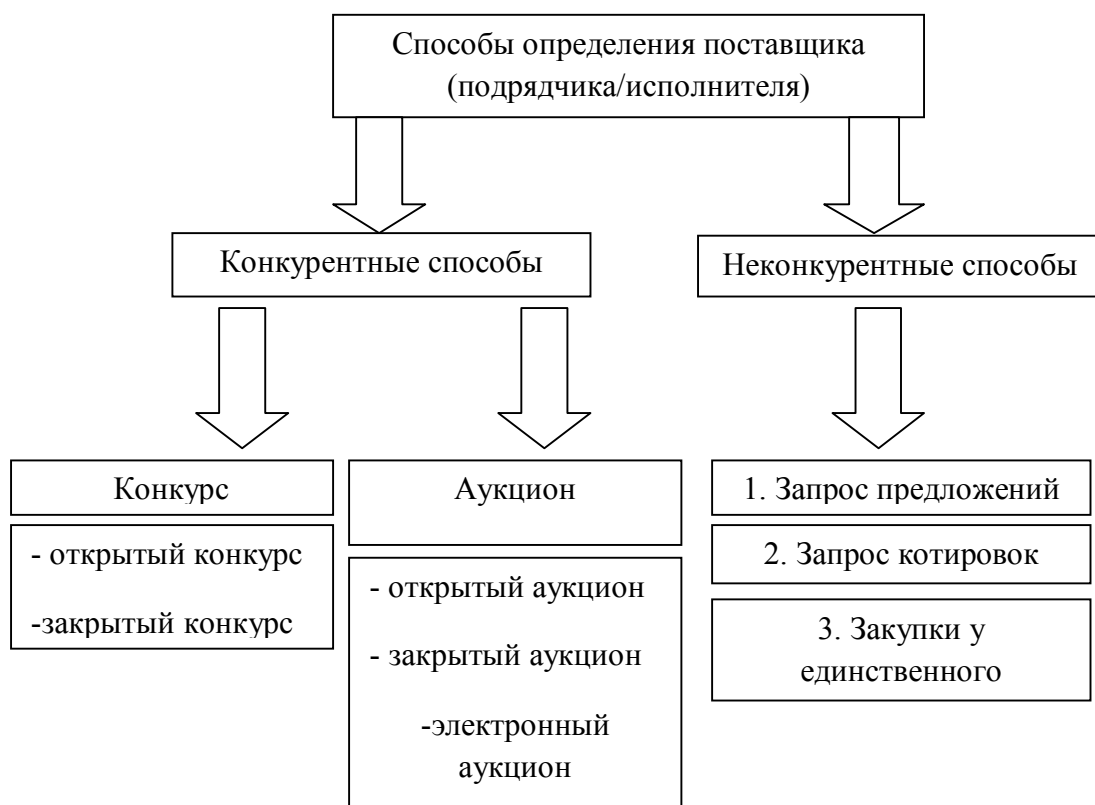 Способы определения поставщика
(подрядчика/исполнителя)
Конкурентные способы
Неконкурентные способы
Конкурс
- открытый конкурс
-закрытый конкурс
Аукцион
- открытый аукцион
- закрытый аукцион
-электронный
аукцион
1. Запрос предложений
2. Запрос котировок
3. Закупки у
единственного